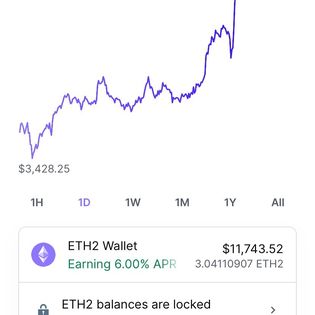 $3,428.25
1H 1D 1W 1M 1Y All
ETH2 Wallet $11,743.52
Earning 6.00% APR 3.04110907 ETH2
ETH2 balances are locked